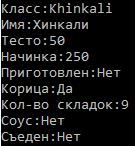 Класс:Khinkali
Имя:Хинкали
Тесто:50
Начинка:250
Приготовлен:Нет
Корица:Да
Кол-во складок:9
Соус:Нет
Съеден:Нет